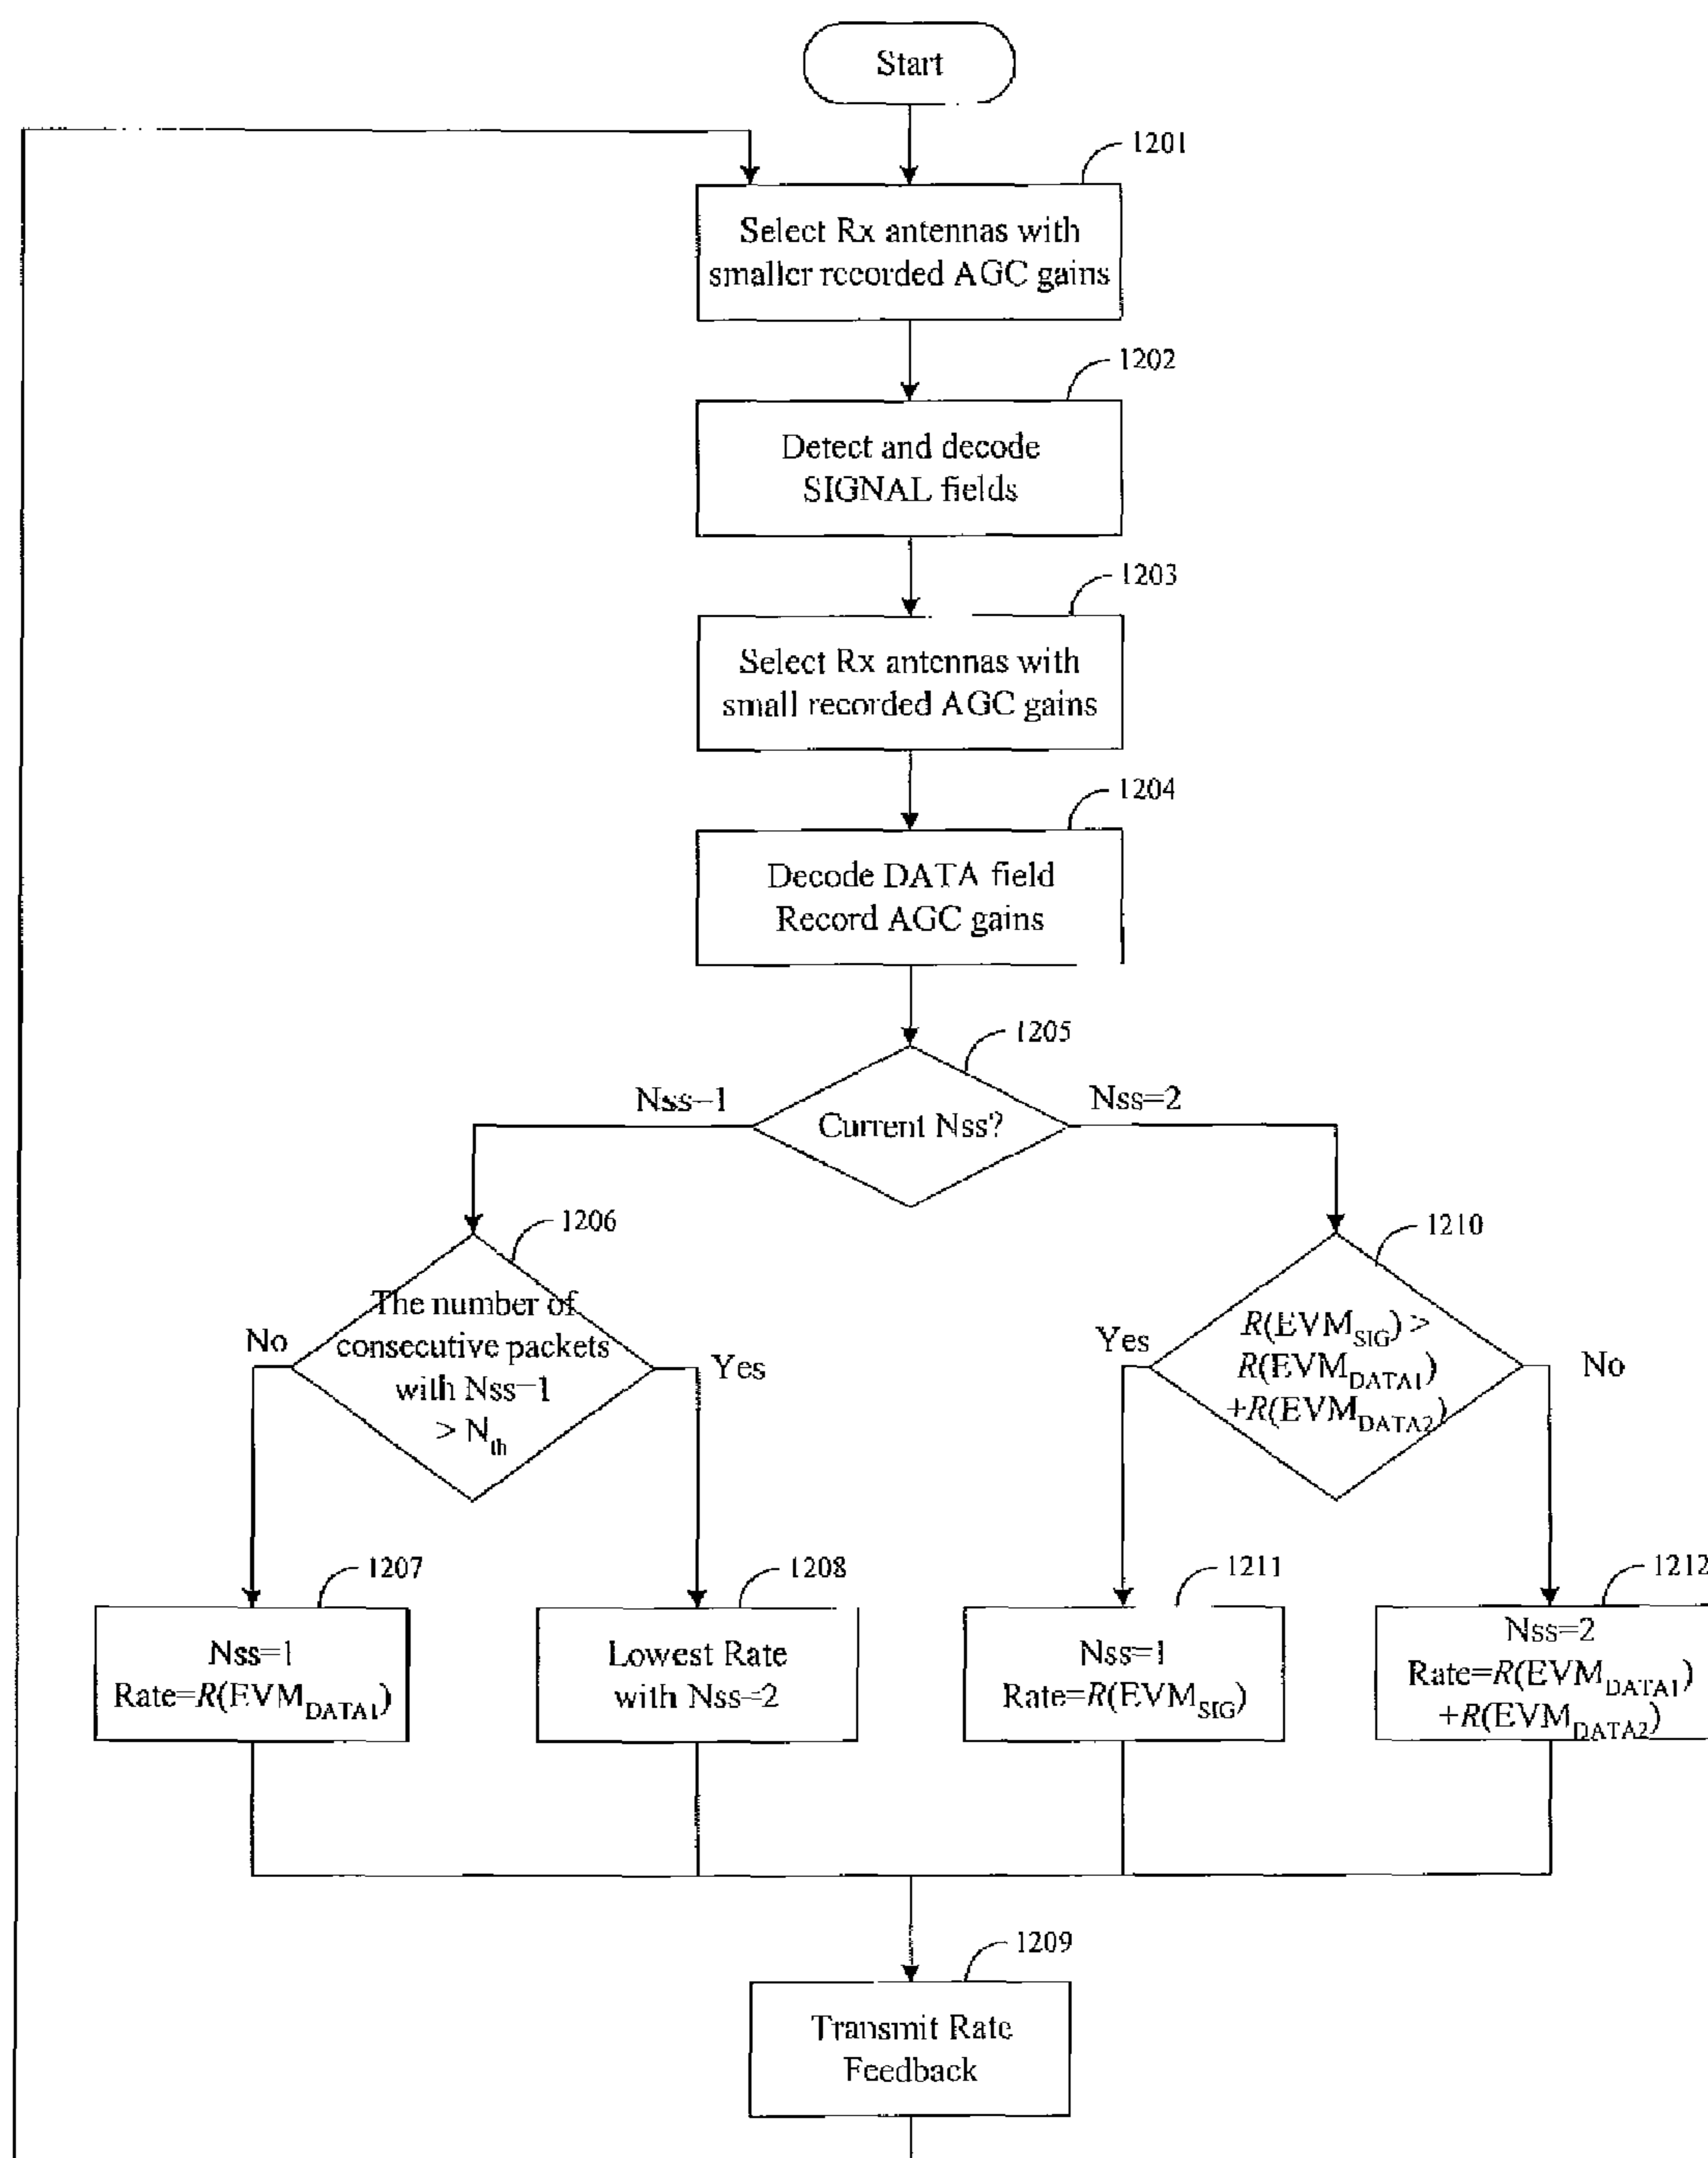 Start
1201
Select Rx antennas with
smaller recorded AGC gains
1202
Detect and decode
SIGNAL fields
1203
Select Rx antennas with
small recorded AGC gains
1204
Decode DATA field
Record AGC gains
1205
Nss=1
Current Nss?
Nss=2
1206
The number of
consecutive packets
with Nss=1
> Nth
No
Yes
1210
R(EVMSIG) >
R(EVMDATA1)
+R(EVMDATA2)
Yes
No
1207
Nss=1
Rate=R(EVMDATA1)
1208
Lowest Rate
with Nss=2
1211
Nss=1
Rate=R(EVMSIG)
1212
Nss=2
Rate=R(EVMDATA1)
+R(EVMDATA2)
1209
Transmit Rate
Feedback